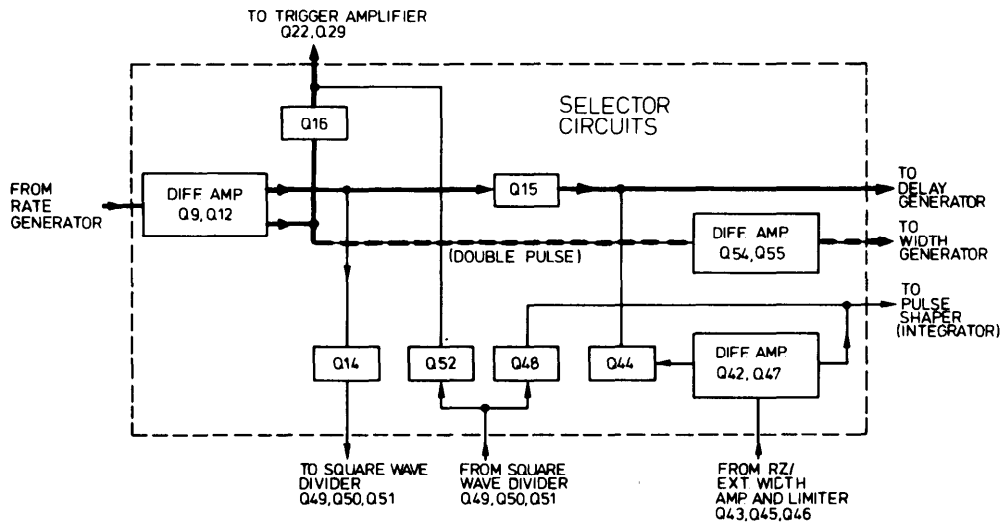 TO TRIGGER AMPLIFIER
Q22,Q29
SELECTOR
CIRCUITS
Q16
FROM
RATE
GENERATOR
DIFF. AMP
Q9,Q12
Q15
TO
DELAY
GENERATOR
DIFF. AMP
Q54,Q55
TO
WIDTH
GENERATOR
(DOUBLE PULSE)
TO
PULSE
SHAPER
(INTEGRATOR)
Q14
Q52
Q48
Q44
DIFF. AMP
Q42, Q47
TO SQUARE WAVE
DIVIDER
Q49,Q50,Q51
FROM SQUARE
WAVE DIVIDER
Q49,Q50,Q51
FROM RZ/
EXT. WIDTH
AMP AND LIMITER
Q43,Q45,Q46